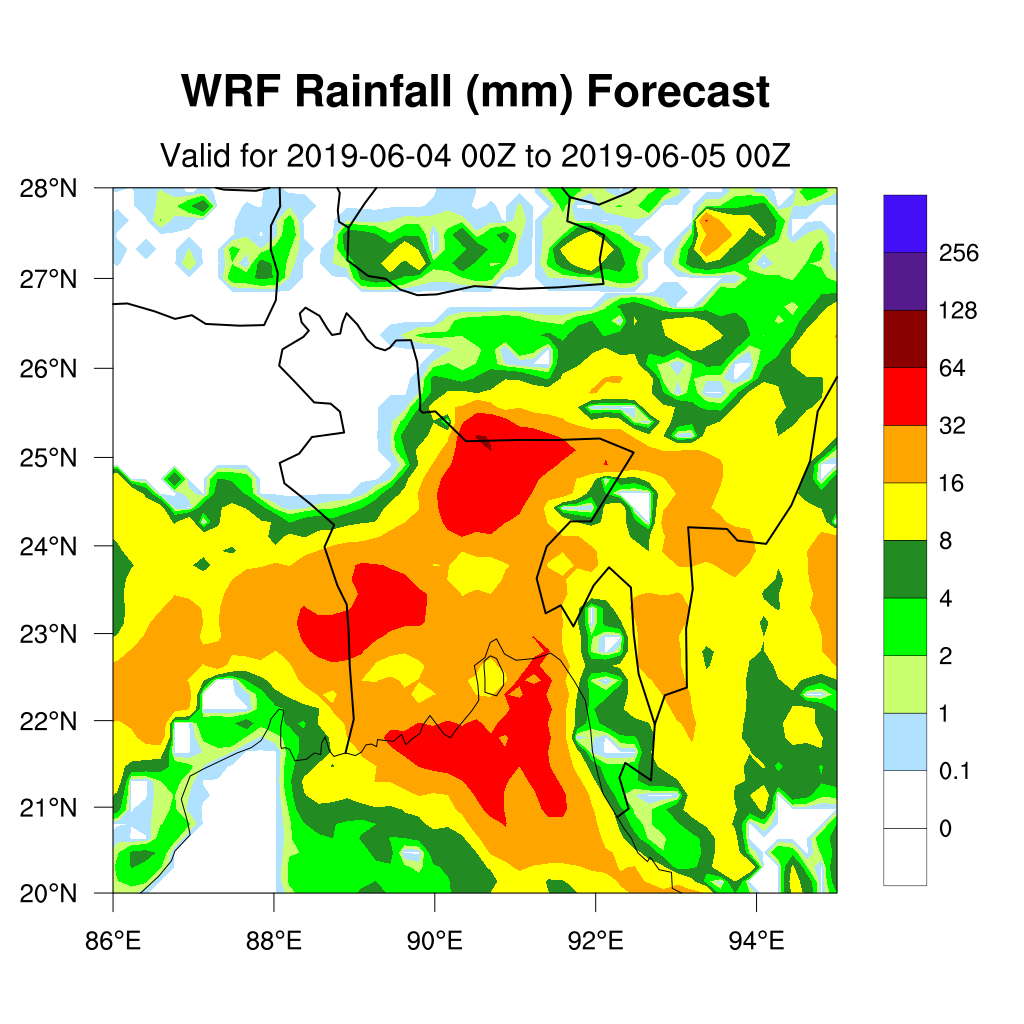 WRF Rainfall (mm) Forecast
Valid for 2019-06-04 00Z to 2019-06-05 00Z
28°N
27°N
26°N
25°N
24°N
23°N
22°N
21°N
20°N
86°E 88°E 90°E 92°E 94°E
256
128
64
32
16
8
4
2
1
0.1
0